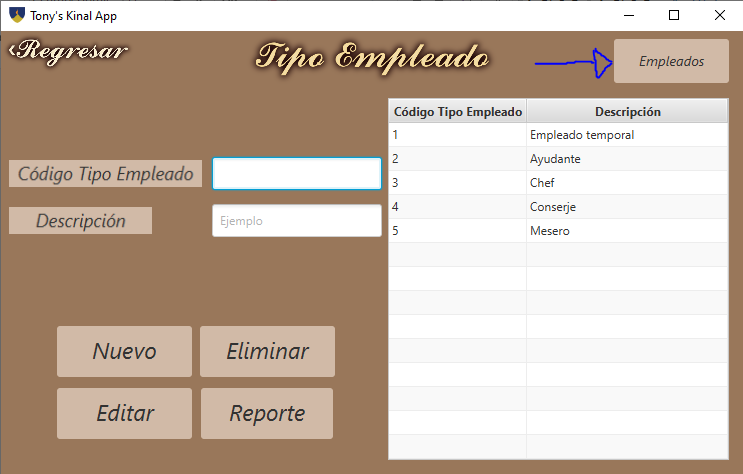 Tony's Kinal App
‹Regresar
Tipo Empleado
Empleados
Código Tipo Empleado
Descripción
Ejemplo
Nuevo
Eliminar
Editar
Reporte
Código Tipo Empleado Descripción
1 Empleado temporal
2 Ayudante
3 Chef
4 Conserje
5 Mesero